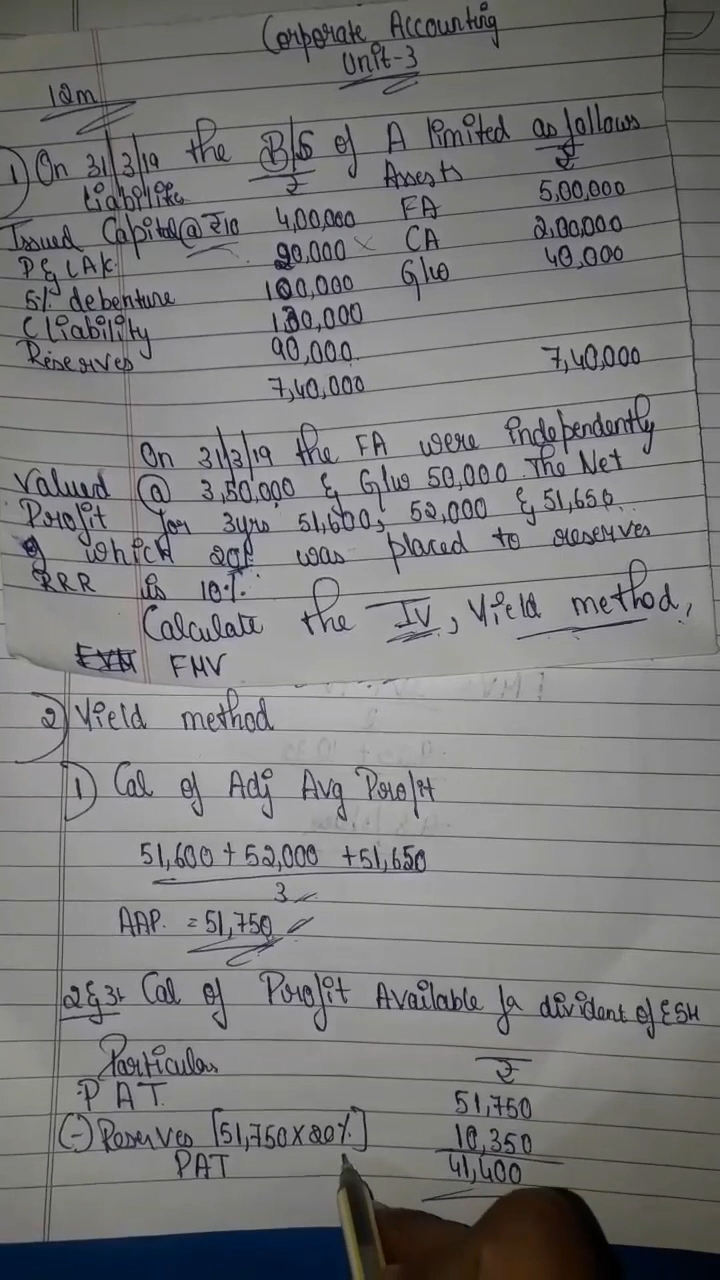 Corporate Accounting
Unit-3
12m
1) On 31/3/19 the B/S of A limited as follows
Liabilite ₹ Assests ₹
Issued Capital@ ₹10 4,00,000 FA 5,00,000
P&L A/c 20,000 CA 2,00,000
5% debenture 100,000 G/w 40,000
C liability 130,000
Reserves 90,000
7,40,000 7,40,000
On 31/3/19 the FA were independently
valued @ 3,50,000 & G/w 50,000. The Net
Profit for 3yrs 51,600, 52,000 & 51,650
of which 20% was placed to reserves
RRR is 10%.
Calculate the IV, Yield method,
FMV
2) Yield method
1) Cal of Adj Avg Profit
51,600 + 52,000 + 51,650
3
AAP = 51,750
2&3 Cal of Profit Available for divident of ESH
Particulars ₹
P A T 51,750
(-) Reserves [51,750 x 20%] 10,350
PAT 41,400